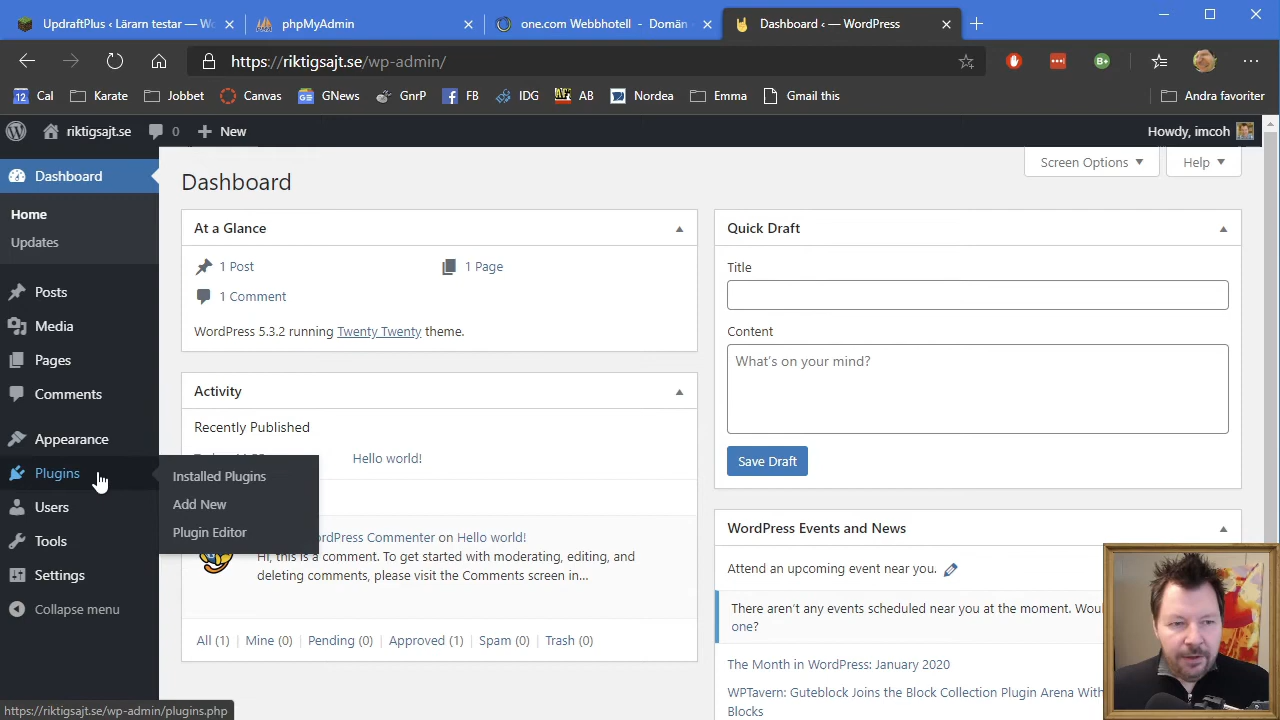 UpdraftPlus ‹ Lärarn testar — Wo
phpMyAdmin
one.com Webbhotell - Domän
Dashboard ‹ — WordPress
https://riktigsajt.se/wp-admin/
Cal
Karate
Jobbet
Canvas
GNews
GnrP
FB
IDG
AB
Nordea
Emma
Gmail this
Andra favoriter
riktigsajt.se
0
New
Howdy, imcoh
Dashboard
Home
Updates
Posts
Media
Pages
Comments
Appearance
Plugins
Users
Tools
Settings
Collapse menu
Installed Plugins
Add New
Plugin Editor
Screen Options
Help
Dashboard
At a Glance
1 Post
1 Page
1 Comment
WordPress 5.3.2 running Twenty Twenty theme.
Activity
Recently Published
Hello world!
WordPress Commenter on Hello world!
Hi, this is a comment. To get started with moderating, editing, and
deleting comments, please visit the Comments screen in...
All (1) | Mine (0) | Pending (0) | Approved (1) | Spam (0) | Trash (0)
Quick Draft
Title
Content
What's on your mind?
Save Draft
WordPress Events and News
Attend an upcoming event near you.
There aren't any events scheduled near you at the moment. Wou
one?
The Month in WordPress: January 2020
WPTavern: Guteblock Joins the Block Collection Plugin Arena With
Blocks
https://riktigsajt.se/wp-admin/plugins.php